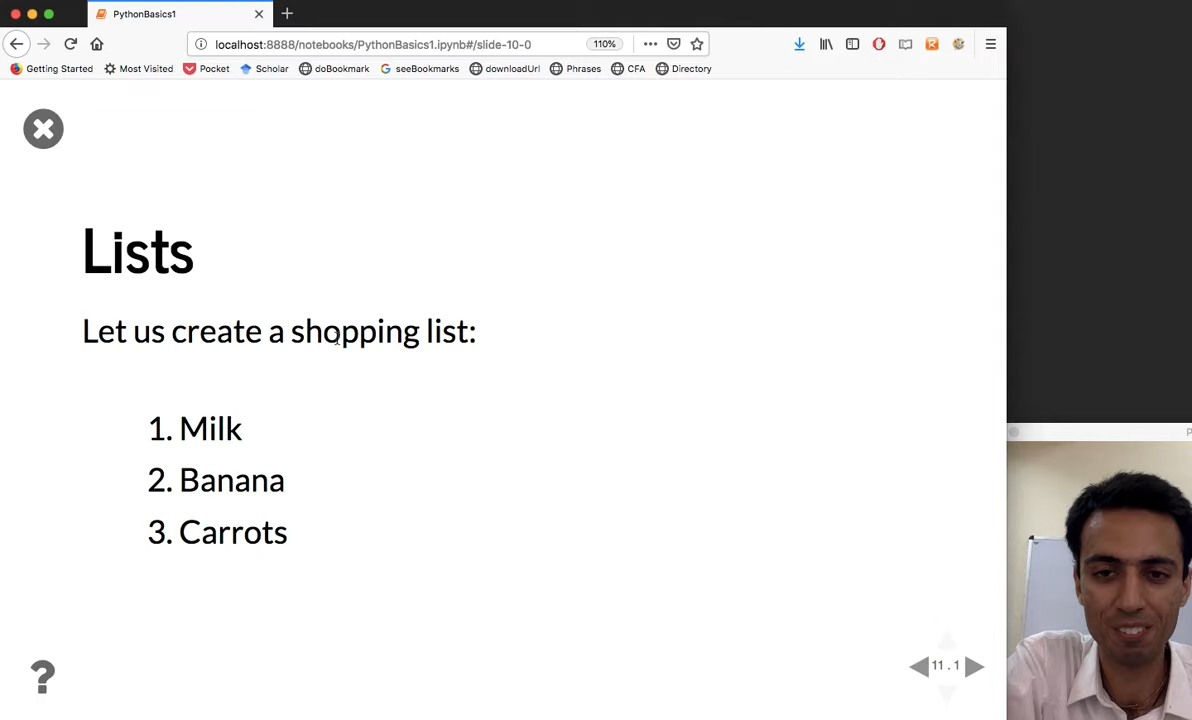 PythonBasics1
localhost:8888/notebooks/PythonBasics1.ipynb#/slide-10-0
110%
Getting Started
Most Visited
Pocket
Scholar
doBookmark
seeBookmarks
downloadUrl
Phrases
CFA
Directory
Lists
Let us create a shopping list:
1. Milk
2. Banana
3. Carrots
?
11.1